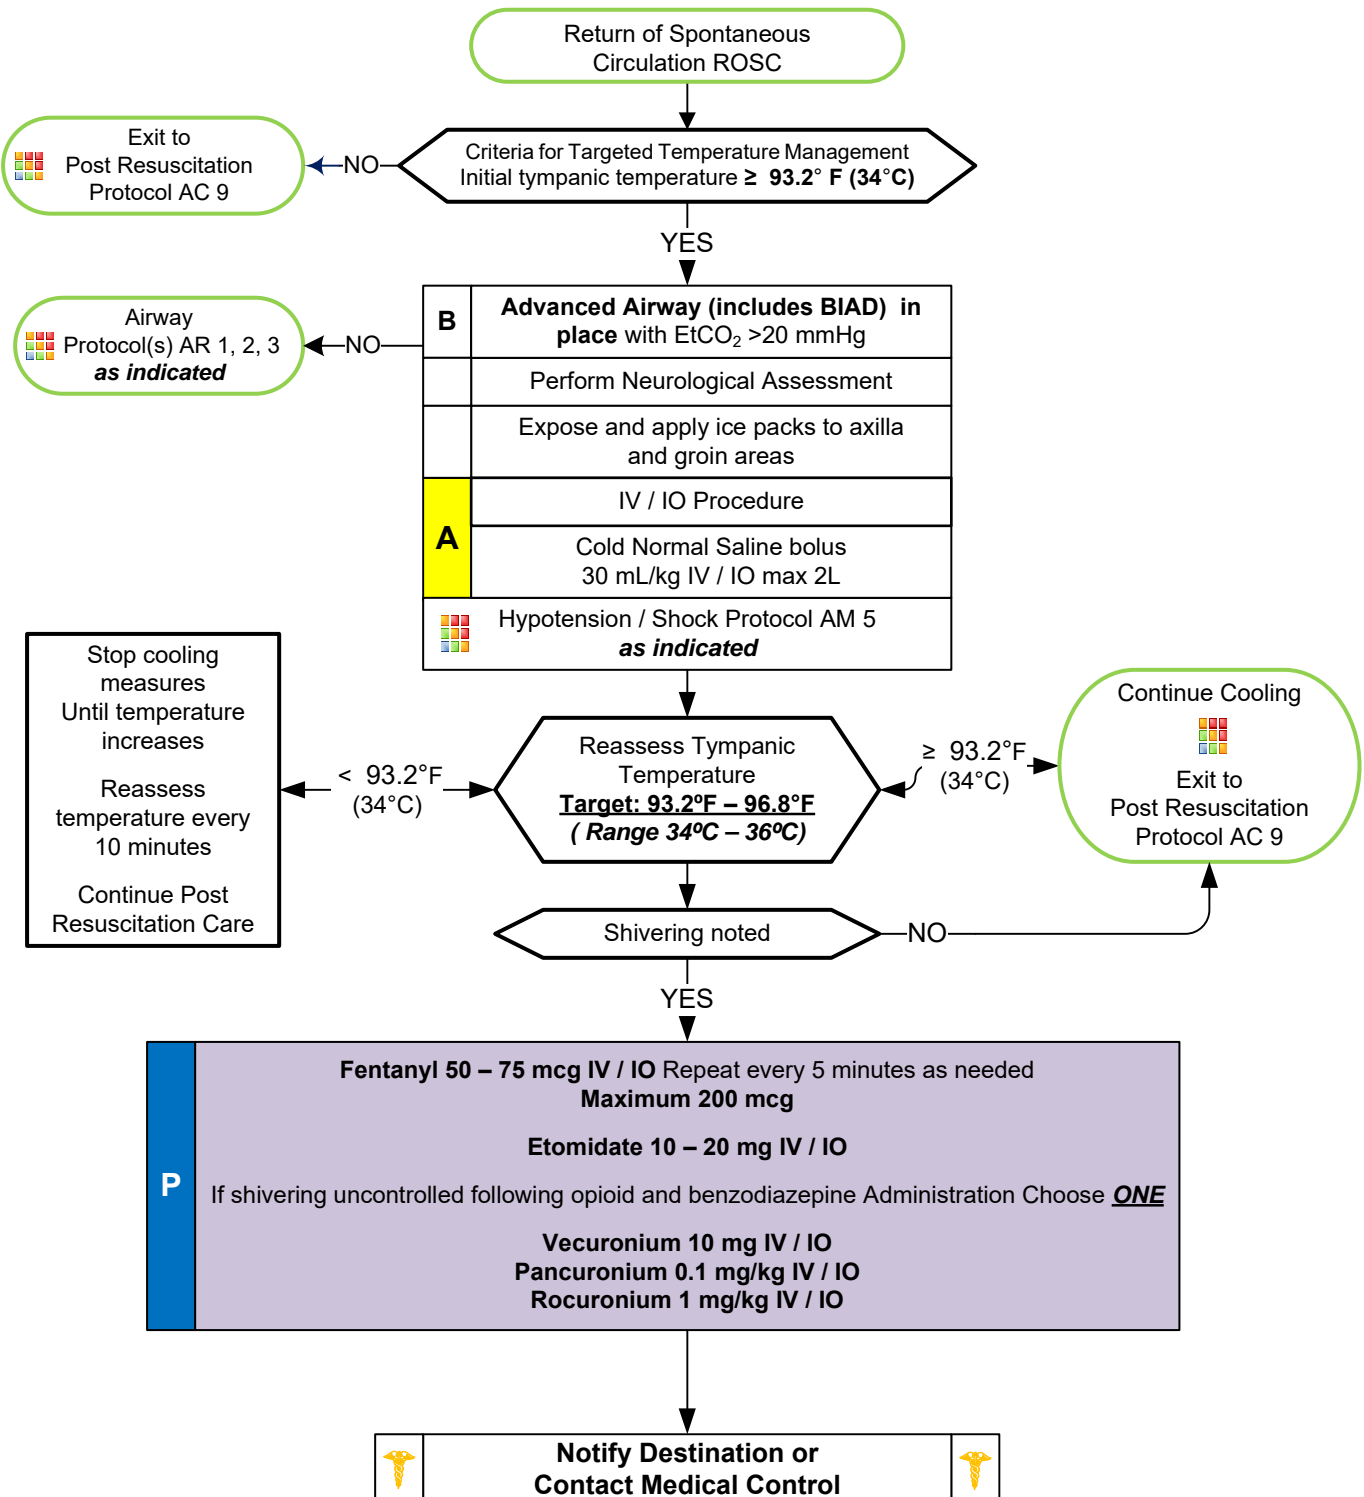 Return of Spontaneous
Circulation ROSC
Exit to
Post Resuscitation
Protocol AC 9
NO
Criteria for Targeted Temperature Management
Initial tympanic temperature ≥ 93.2° F (34°C)
YES
Airway
Protocol(s) AR 1, 2, 3
as indicated
NO
B
Advanced Airway (includes BIAD) in
place with EtCO₂ >20 mmHg
Perform Neurological Assessment
Expose and apply ice packs to axilla
and groin areas
A
IV / IO Procedure
Cold Normal Saline bolus
30 mL/kg IV / IO max 2L
Hypotension / Shock Protocol AM 5
as indicated
Stop cooling
measures
Until temperature
increases
Reassess
temperature every
10 minutes
Continue Post
Resuscitation Care
< 93.2°F
(34°C)
Reassess Tympanic
Temperature
Target: 93.2ºF – 96.8°F
( Range 34ºC – 36ºC)
≥ 93.2°F
(34°C)
Continue Cooling
Exit to
Post Resuscitation
Protocol AC 9
Shivering noted
NO
YES
P
Fentanyl 50 – 75 mcg IV / IO Repeat every 5 minutes as needed
Maximum 200 mcg
Etomidate 10 – 20 mg IV / IO
If shivering uncontrolled following opioid and benzodiazepine Administration Choose ONE
Vecuronium 10 mg IV / IO
Pancuronium 0.1 mg/kg IV / IO
Rocuronium 1 mg/kg IV / IO
Notify Destination or
Contact Medical Control